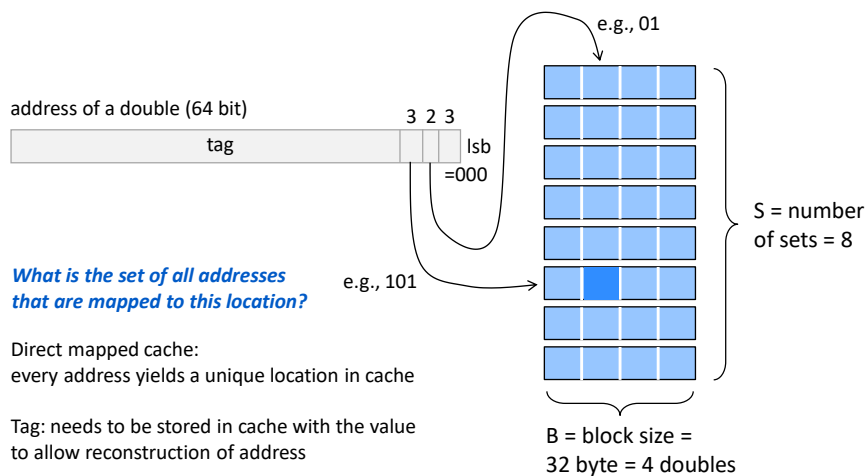 e.g., 01
address of a double (64 bit)
3 2 3
tag
lsb
=000
S = number
of sets = 8
What is the set of all addresses
that are mapped to this location?
e.g., 101
Direct mapped cache:
every address yields a unique location in cache
Tag: needs to be stored in cache with the value
to allow reconstruction of address
B = block size =
32 byte = 4 doubles